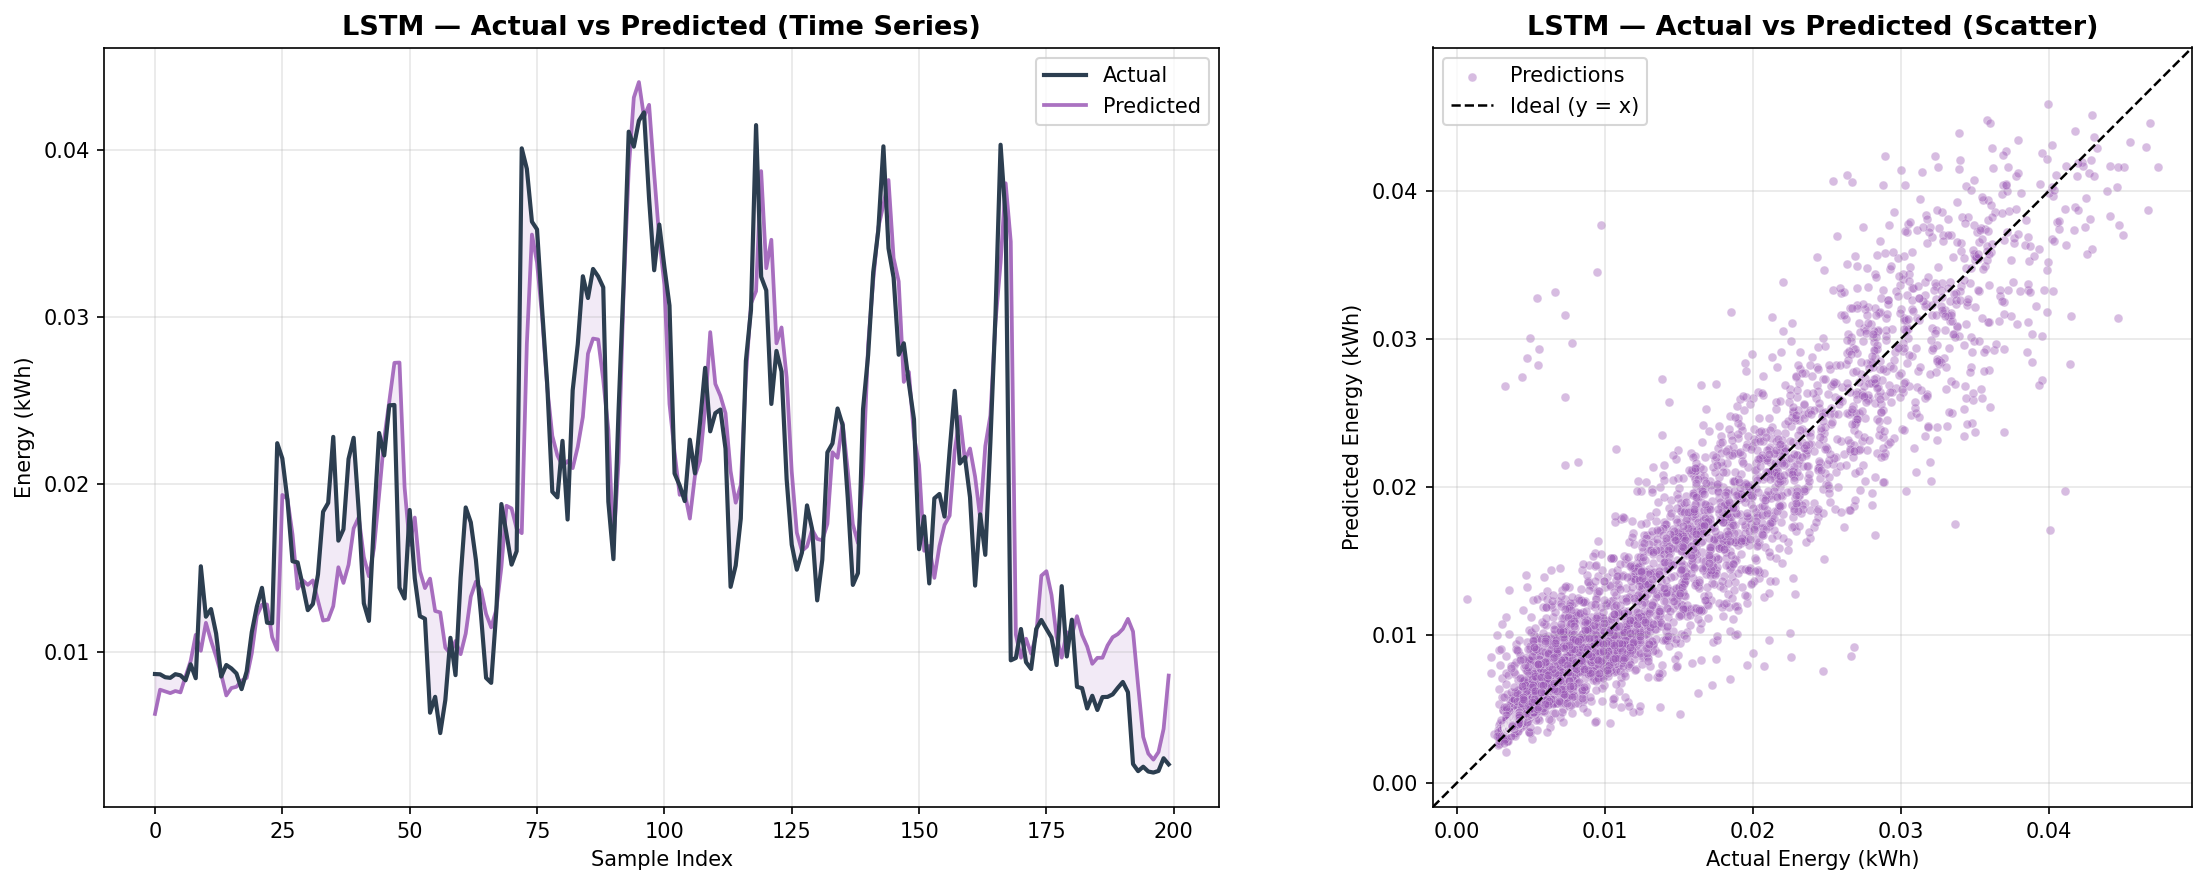 LSTM — Actual vs Predicted (Time Series)
Actual
Predicted
Energy (kWh)
0.04
0.03
0.02
0.01
0 25 50 75 100 125 150 175 200
Sample Index
LSTM — Actual vs Predicted (Scatter)
Predictions
Ideal (y = x)
Predicted Energy (kWh)
0.04
0.03
0.02
0.01
0.00
0.00 0.01 0.02 0.03 0.04
Actual Energy (kWh)